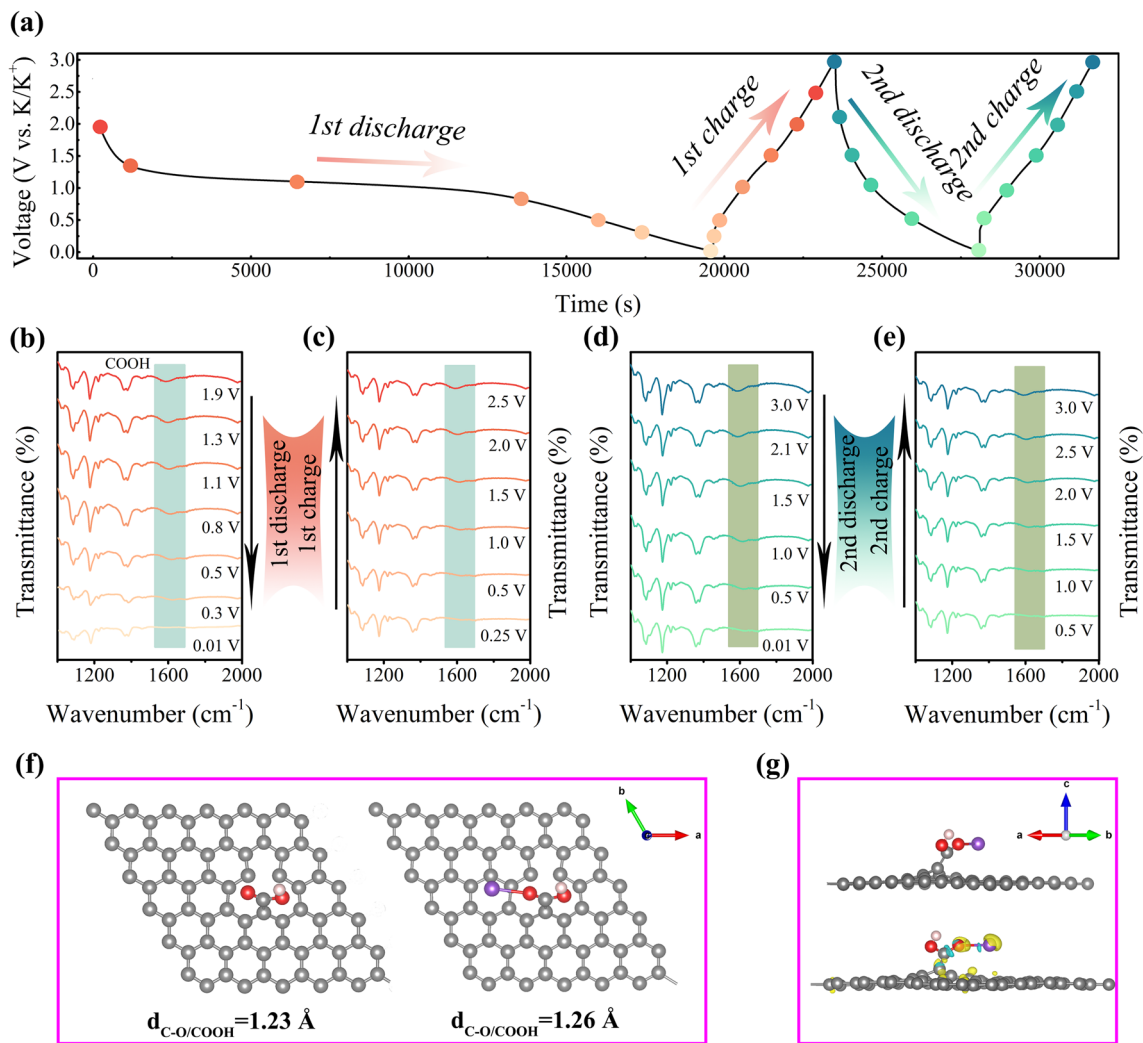 (a)
Voltage (V vs. K/K⁺)
3.0
2.5
2.0
1.5
1.0
0.5
0.0
1st discharge
1st charge
2nd discharge
2nd charge
0 5000 10000 15000 20000 25000 30000
Time (s)
(b)
Transmittance (%)
COOH
1.9 V
1.3 V
1.1 V
0.8 V
0.5 V
0.3 V
0.01 V
1200 1600 2000
Wavenumber (cm⁻¹)
1st discharge
1st charge
(c)
2.5 V
2.0 V
1.5 V
1.0 V
0.5 V
0.25 V
1200 1600 2000
Wavenumber (cm⁻¹)
Transmittance (%)
(d)
Transmittance (%)
3.0 V
2.1 V
1.5 V
1.0 V
0.5 V
0.01 V
1200 1600 2000
Wavenumber (cm⁻¹)
2nd discharge
2nd charge
(e)
3.0 V
2.5 V
2.0 V
1.5 V
1.0 V
0.5 V
1200 1600 2000
Wavenumber (cm⁻¹)
Transmittance (%)
(f)
b
a
d_C-O/COOH=1.23 Å
d_C-O/COOH=1.26 Å
(g)
c
a b